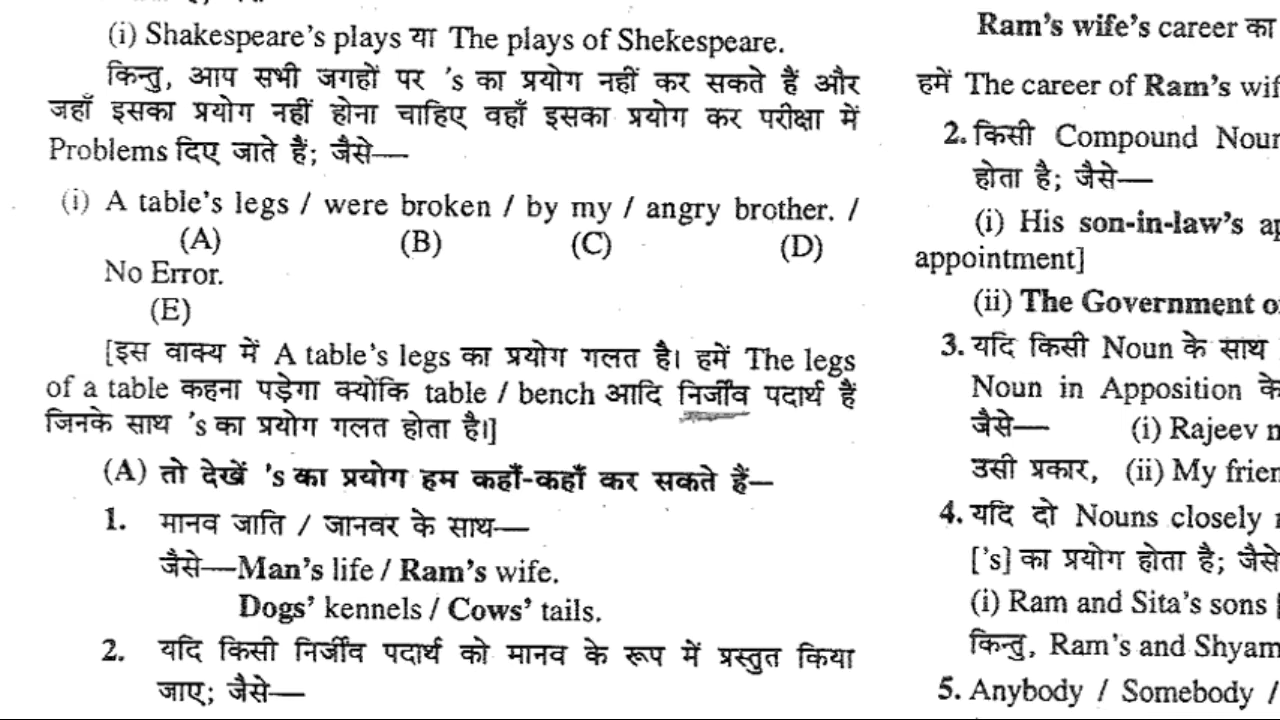 (i) Shakespeare's plays या The plays of Shekespeare.
किन्तु, आप सभी जगहों पर 's का प्रयोग नहीं कर सकते हैं और
जहाँ इसका प्रयोग नहीं होना चाहिए वहाँ इसका प्रयोग कर परीक्षा में
Problems दिए जाते हैं; जैसे—
(i) A table's legs / were broken / by my / angry brother. /
(A) (B) (C) (D)
No Error.
(E)
[इस वाक्य में A table's legs का प्रयोग गलत है। हमें The legs
of a table कहना पड़ेगा क्योंकि table / bench आदि निर्जीव पदार्थ हैं
जिनके साथ 's का प्रयोग गलत होता है।]
(A) तो देखें 's का प्रयोग हम कहाँ-कहाँ कर सकते हैं—
1. मानव जाति / जानवर के साथ—
जैसे—Man's life / Ram's wife.
Dogs' kennels / Cows' tails.
2. यदि किसी निर्जीव पदार्थ को मानव के रूप में प्रस्तुत किया
जाए; जैसे—
Ram's wife's career का
हमें The career of Ram's
2. किसी Compound
होता है; जैसे—
(i) His son-in-law's
appointment]
(ii) The Government
3. यदि किसी Noun के साथ
Noun in Apposition
जैसे— (i) Rajeev
उसी प्रकार, (ii) My
4. यदि दो Nouns closely
['s] का प्रयोग होता है; जैसे
(i) Ram and Sita's sons
किन्तु, Ram's and
5. Anybody / Somebody /